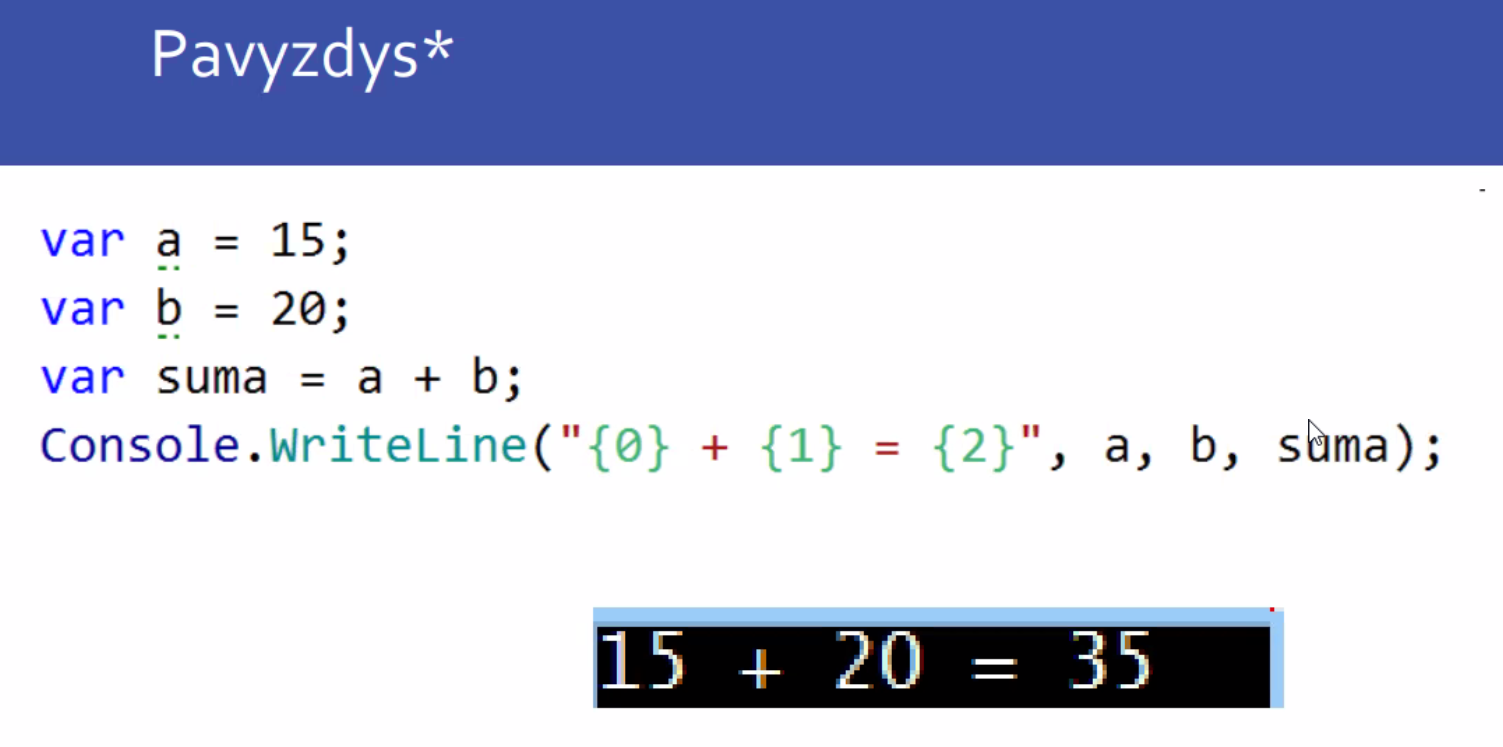 Pavyzdys*
var a = 15;
var b = 20;
var suma = a + b;
Console.WriteLine("{0} + {1} = {2}", a, b, suma);
15 + 20 = 35